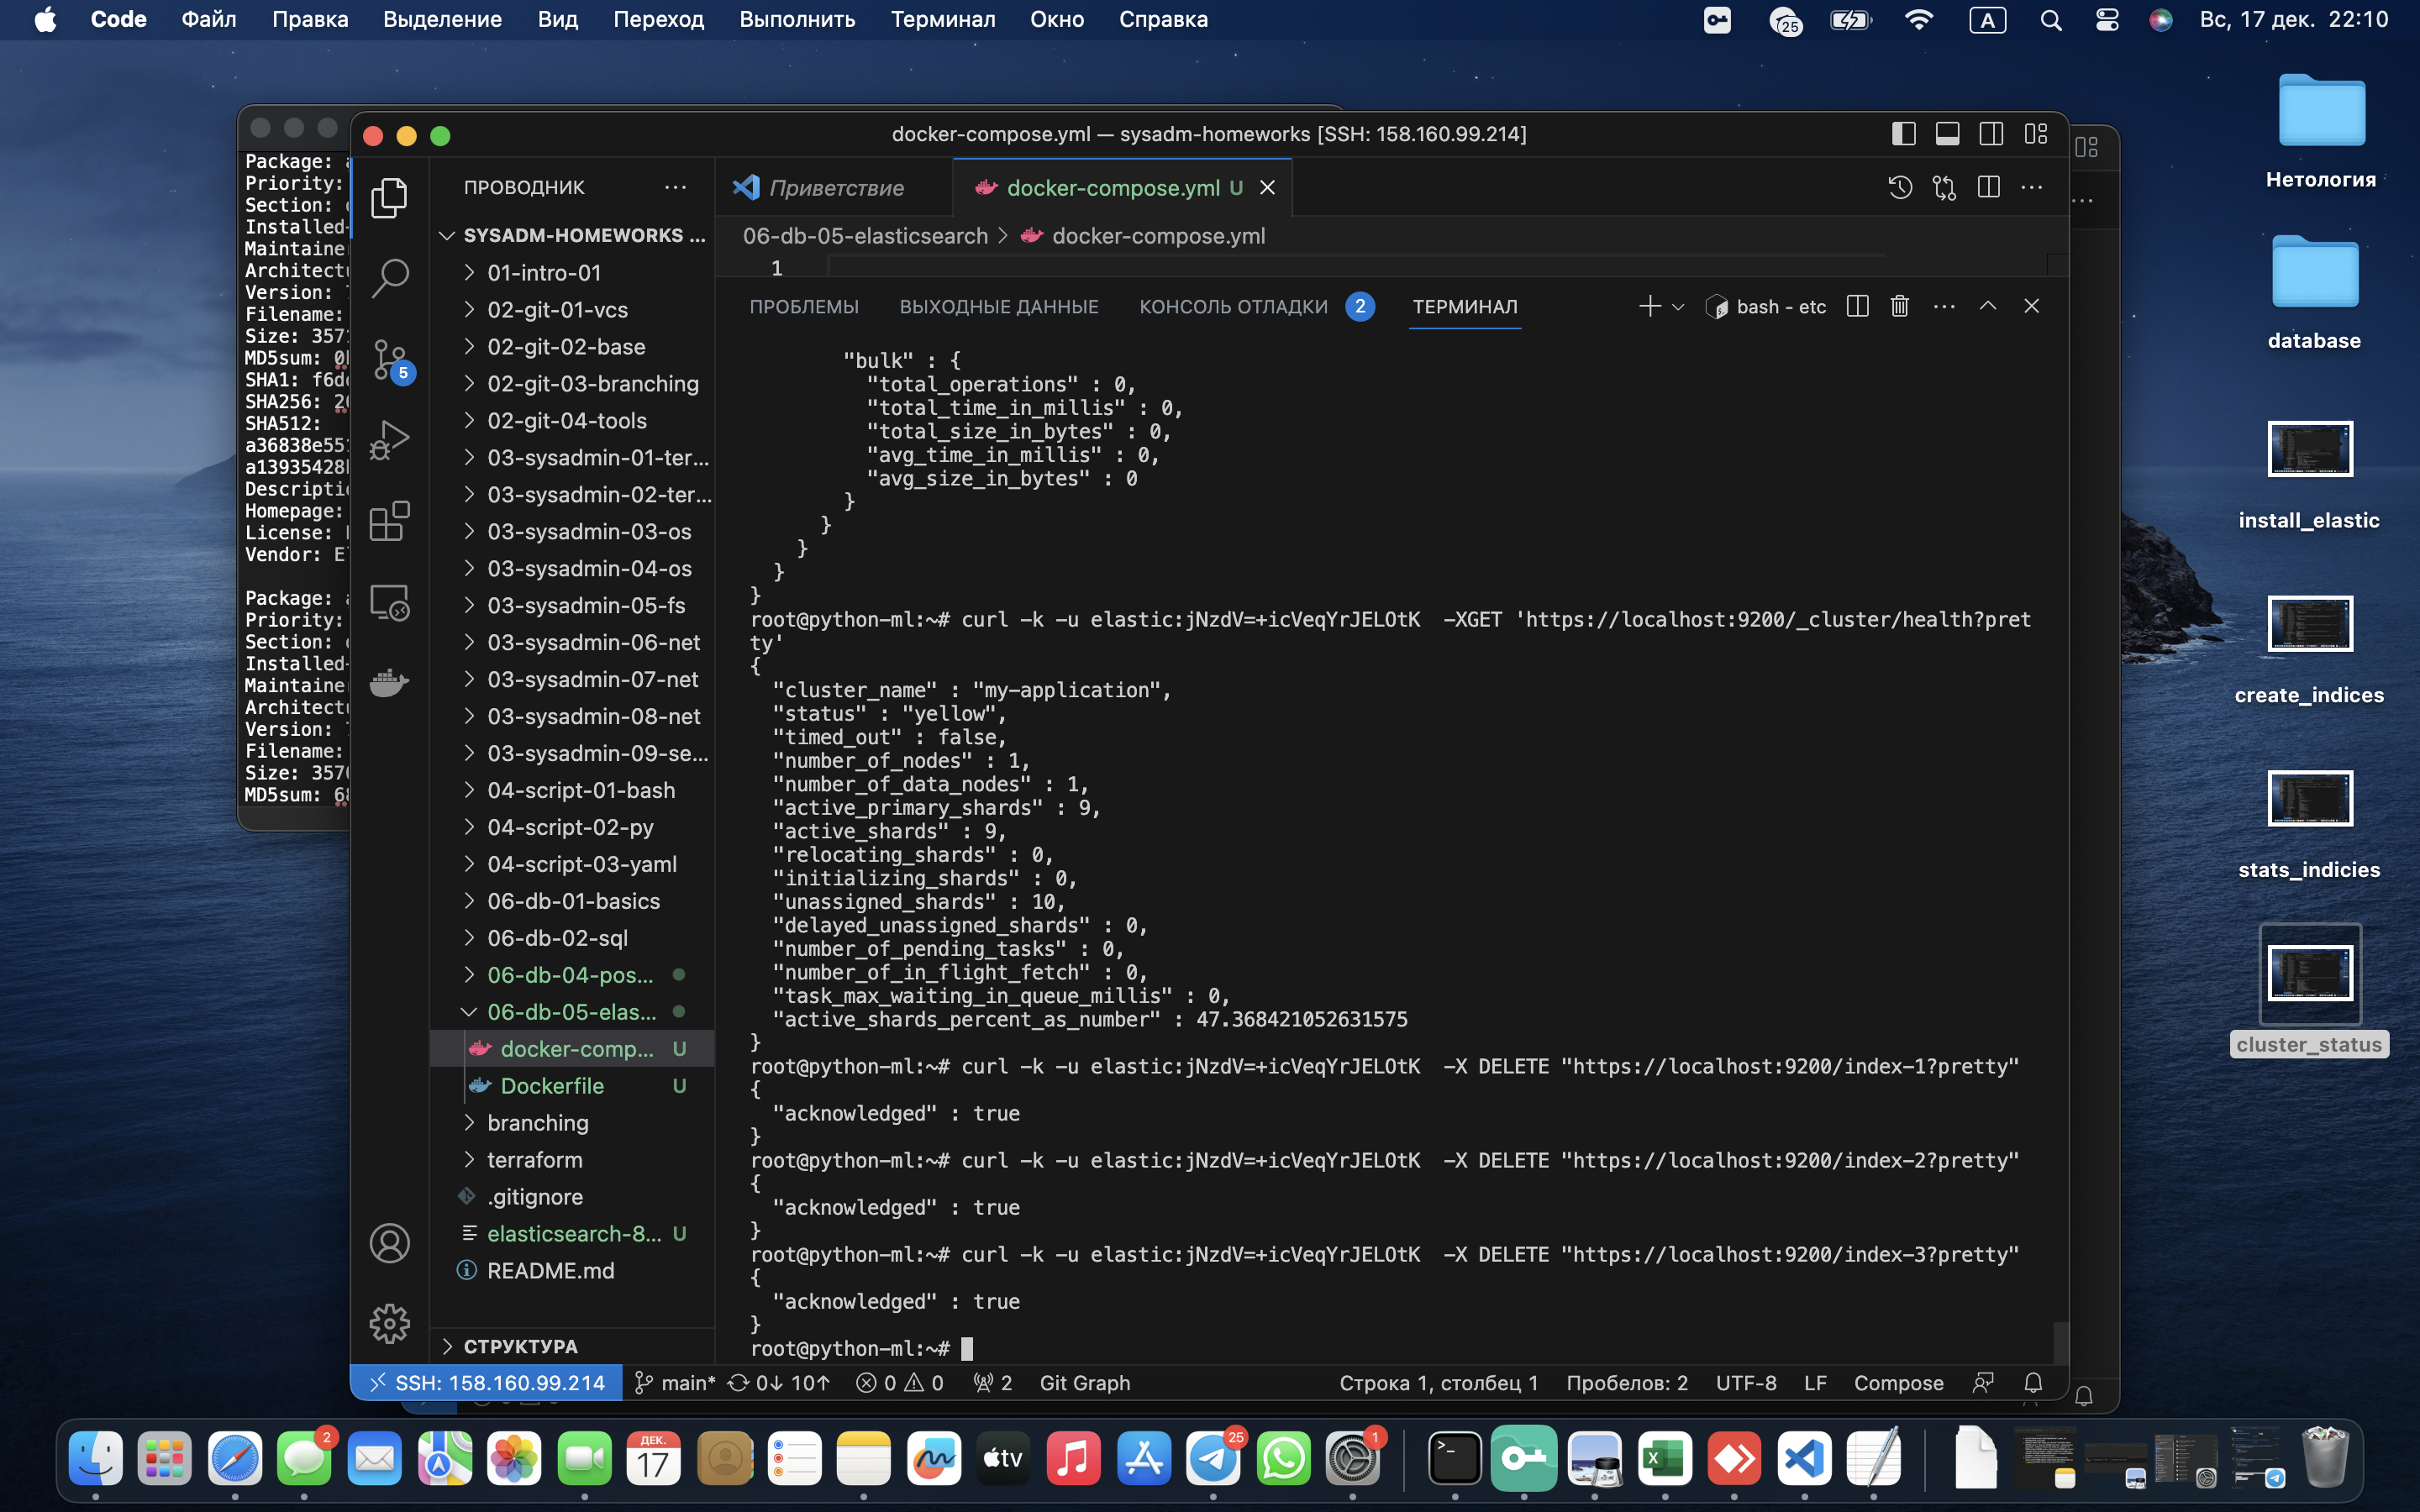 Code Файл Правка Выделение Вид Переход Выполнить Терминал Окно Справка 25 A Вс, 17 дек. 22:10
Package:
Priority:
Section:
Installed-
Maintaine
Architect
Version:
Filename:
Size: 357
MD5sum:
SHA1: f6d
SHA256:
SHA512:
a36838e55
a13935428
Descripti
Homepage:
License:
Vendor: E
Package:
Priority:
Section:
Installed-
Maintaine
Architect
Version:
Filename:
Size: 357
MD5sum: 6
docker-compose.yml — sysadm-homeworks [SSH: 158.160.99.214]
ПРОВОДНИК
SYSADM-HOMEWORKS ...
01-intro-01
02-git-01-vcs
02-git-02-base
02-git-03-branching
02-git-04-tools
03-sysadmin-01-ter...
03-sysadmin-02-ter...
03-sysadmin-03-os
03-sysadmin-04-os
03-sysadmin-05-fs
03-sysadmin-06-net
03-sysadmin-07-net
03-sysadmin-08-net
03-sysadmin-09-se...
04-script-01-bash
04-script-02-py
04-script-03-yaml
06-db-01-basics
06-db-02-sql
06-db-04-pos...
06-db-05-elas...
docker-comp... U
Dockerfile U
branching
terraform
.gitignore
elasticsearch-8... U
README.md
СТРУКТУРА
5
Приветствие docker-compose.yml U
06-db-05-elasticsearch > docker-compose.yml
1
ПРОБЛЕМЫ ВЫХОДНЫЕ ДАННЫЕ КОНСОЛЬ ОТЛАДКИ 2 ТЕРМИНАЛ bash - etc
"bulk" : {
"total_operations" : 0,
"total_time_in_millis" : 0,
"total_size_in_bytes" : 0,
"avg_time_in_millis" : 0,
"avg_size_in_bytes" : 0
}
}
}
}
}
root@python-ml:~# curl -k -u elastic:jNzdV=+icVeqYrJELOtK  -XGET 'https://localhost:9200/_cluster/health?pret
ty'
{
"cluster_name" : "my-application",
"status" : "yellow",
"timed_out" : false,
"number_of_nodes" : 1,
"number_of_data_nodes" : 1,
"active_primary_shards" : 9,
"active_shards" : 9,
"relocating_shards" : 0,
"initializing_shards" : 0,
"unassigned_shards" : 10,
"delayed_unassigned_shards" : 0,
"number_of_pending_tasks" : 0,
"number_of_in_flight_fetch" : 0,
"task_max_waiting_in_queue_millis" : 0,
"active_shards_percent_as_number" : 47.368421052631575
}
root@python-ml:~# curl -k -u elastic:jNzdV=+icVeqYrJELOtK  -X DELETE "https://localhost:9200/index-1?pretty"
{
"acknowledged" : true
}
root@python-ml:~# curl -k -u elastic:jNzdV=+icVeqYrJELOtK  -X DELETE "https://localhost:9200/index-2?pretty"
{
"acknowledged" : true
}
root@python-ml:~# curl -k -u elastic:jNzdV=+icVeqYrJELOtK  -X DELETE "https://localhost:9200/index-3?pretty"
{
"acknowledged" : true
}
root@python-ml:~#
SSH: 158.160.99.214 main* 0↓ 10↑ 0 0 2 Git Graph Строка 1, столбец 1 Пробелов: 2 UTF-8 LF Compose
Нетология
database
install_elastic
create_indices
stats_indicies
cluster_status
2
ДЕК.
17
tv
25
1